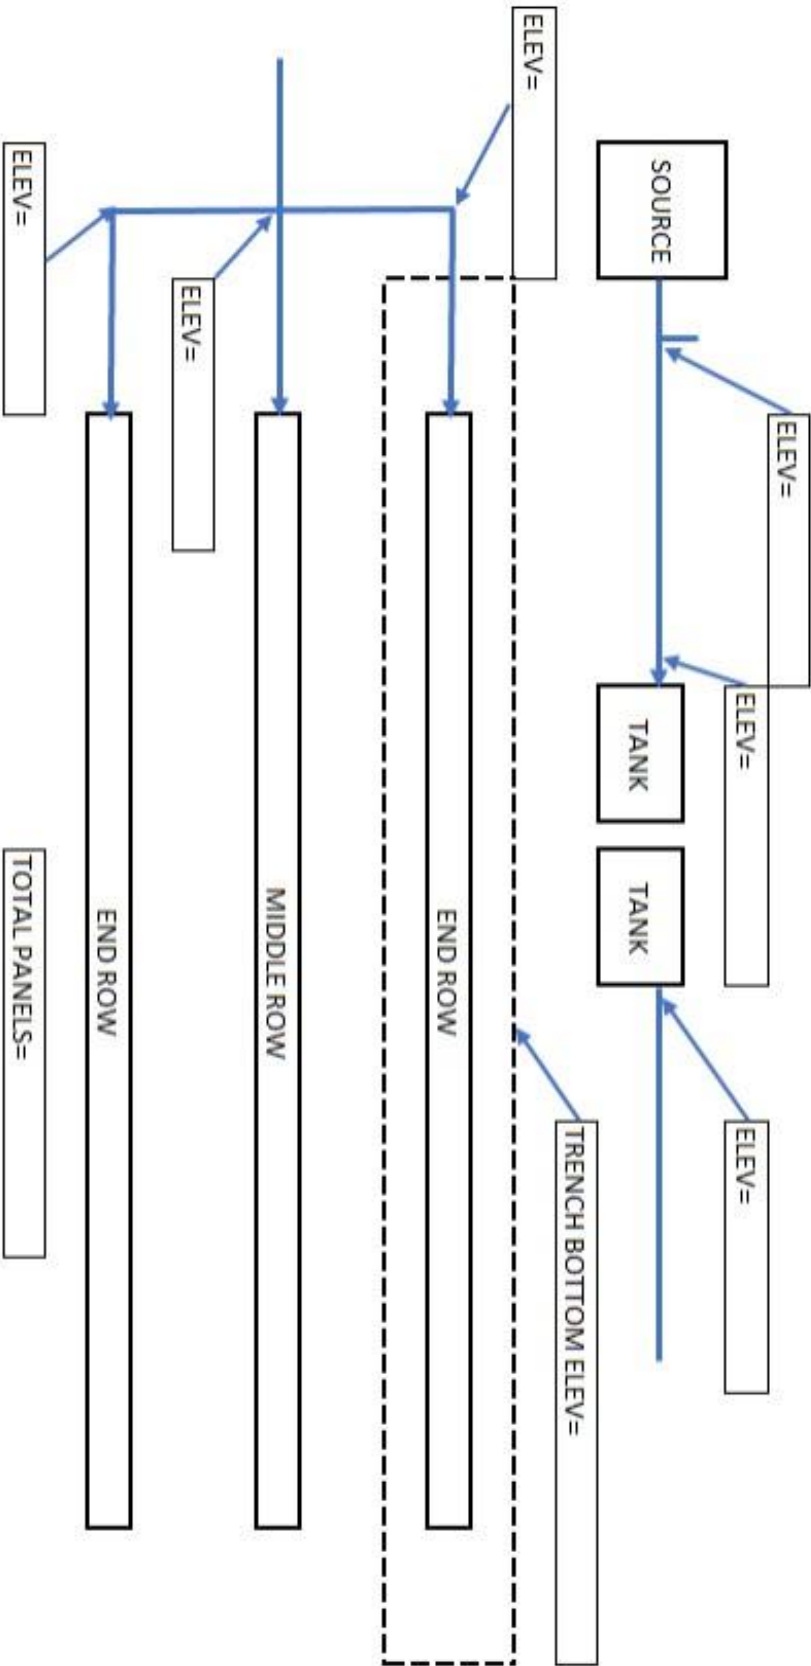 ELEV=
SOURCE
ELEV=
TANK
TANK
ELEV=
ELEV=
TRENCH BOTTOM ELEV=
END ROW
ELEV=
MIDDLE ROW
ELEV=
END ROW
TOTAL PANELS=